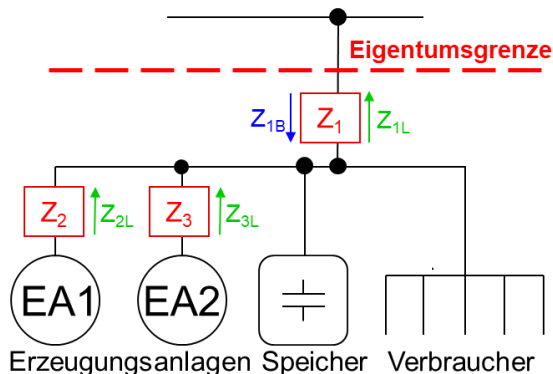 Eigentumsgrenze
Z1B Z1 Z1L
Z2 Z2L Z3 Z3L
EA1 EA2
Erzeugungsanlagen Speicher Verbraucher